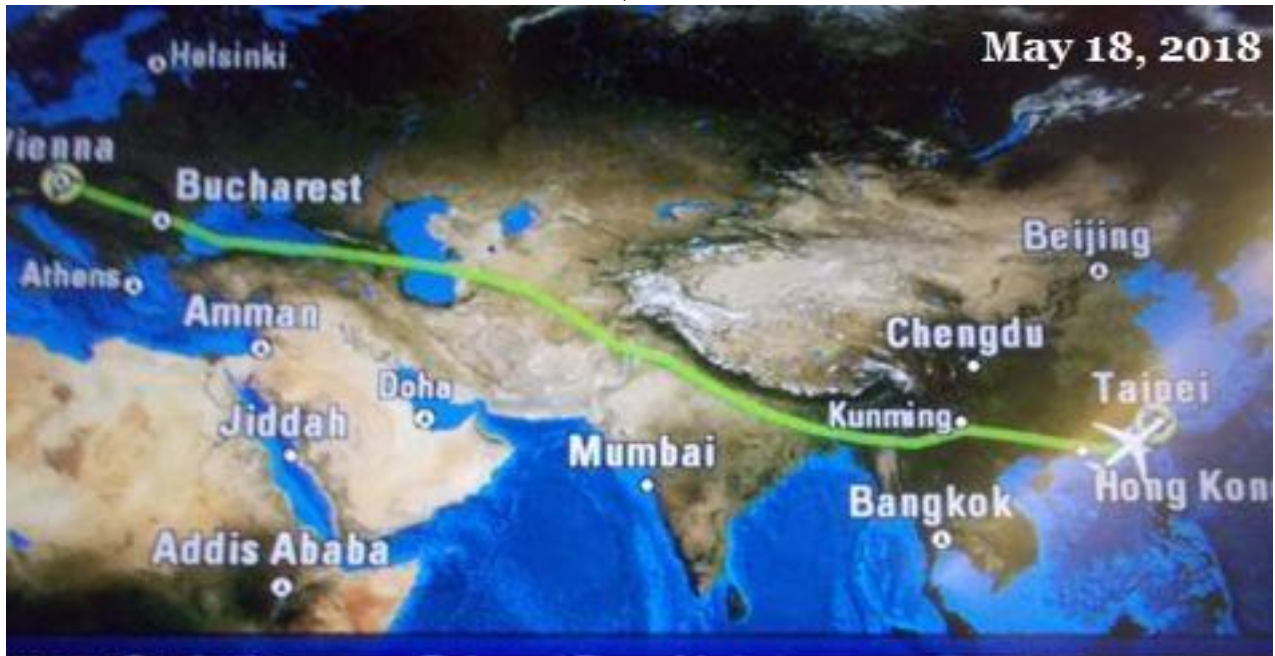 May 18, 2018
Helsinki
Vienna
Bucharest
Beijing
Athens
Amman
Chengdu
Doha
Taipei
Kunming
Jiddah
Mumbai
Hong Kong
Bangkok
Addis Ababa